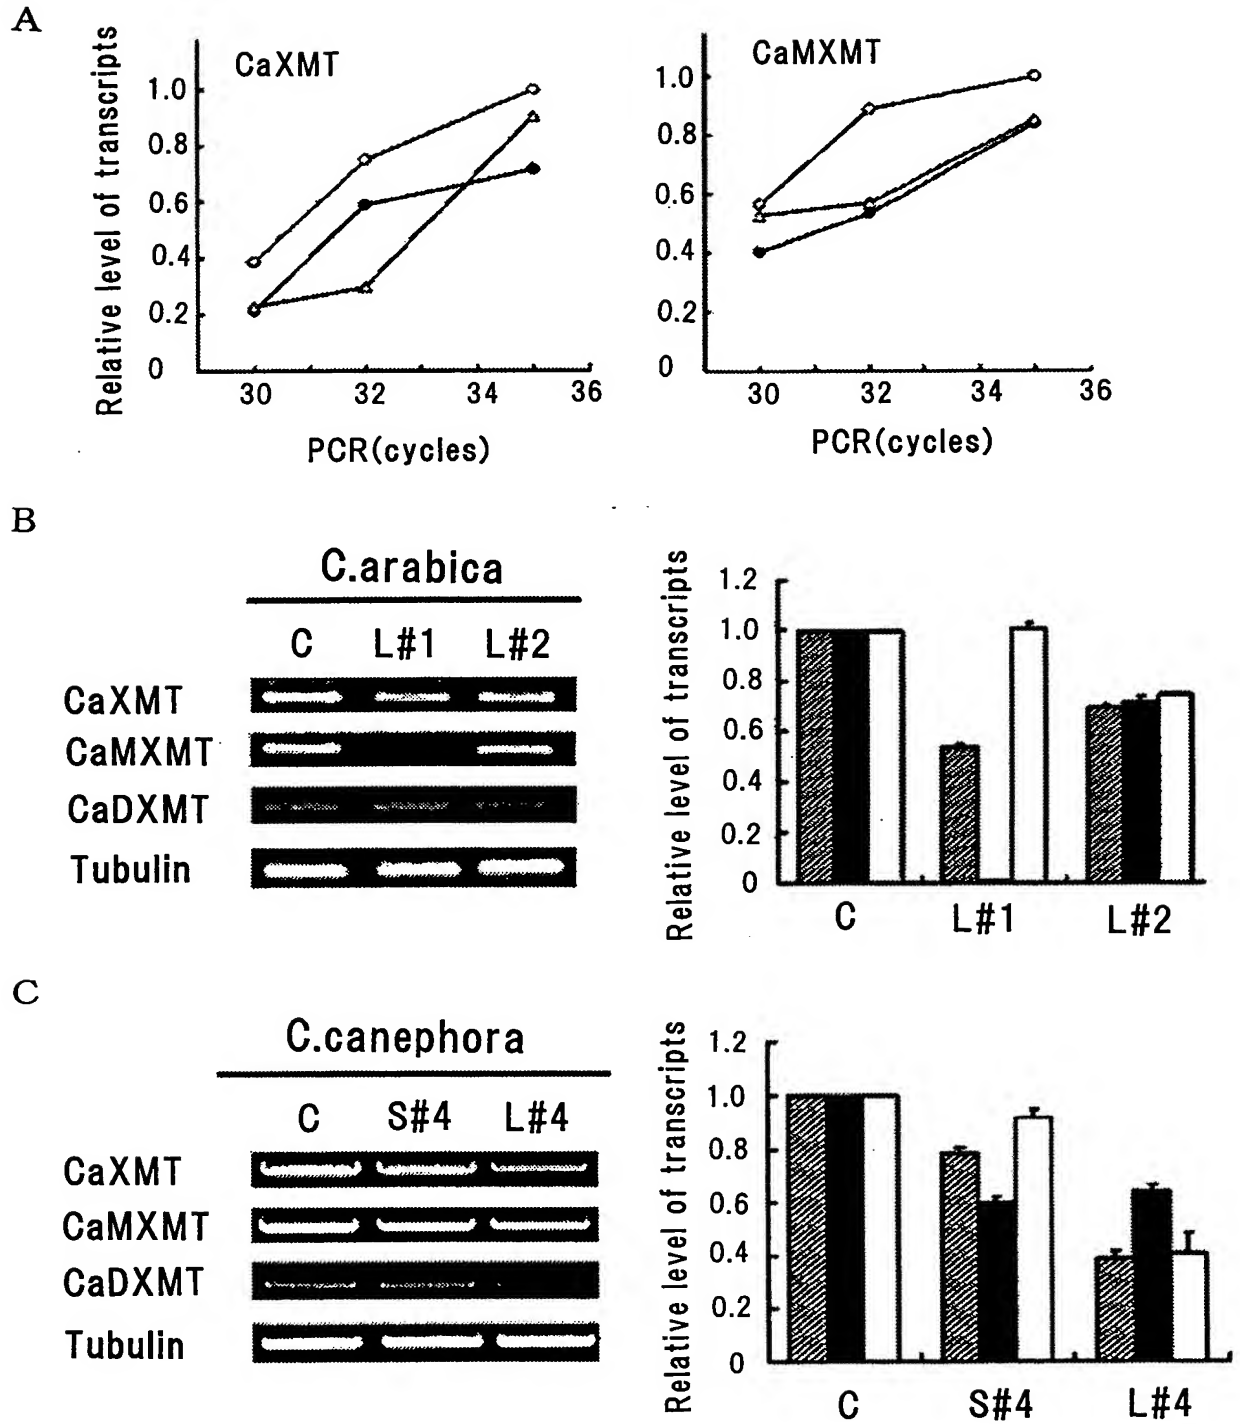 A
CaXMT
Relative level of transcripts
1.0
0.8
0.6
0.4
0.2
0
30 32 34 36
PCR(cycles)
CaMXMT
1.0
0.8
0.6
0.4
0.2
0
30 32 34 36
PCR(cycles)
B
C.arabica
C L#1 L#2
CaXMT
CaMXMT
CaDXMT
Tubulin
Relative level of transcripts
1.2
1.0
0.8
0.6
0.4
0.2
0
C L#1 L#2
C
C.canephora
C S#4 L#4
CaXMT
CaMXMT
CaDXMT
Tubulin
Relative level of transcripts
1.2
1.0
0.8
0.6
0.4
0.2
0
C S#4 L#4